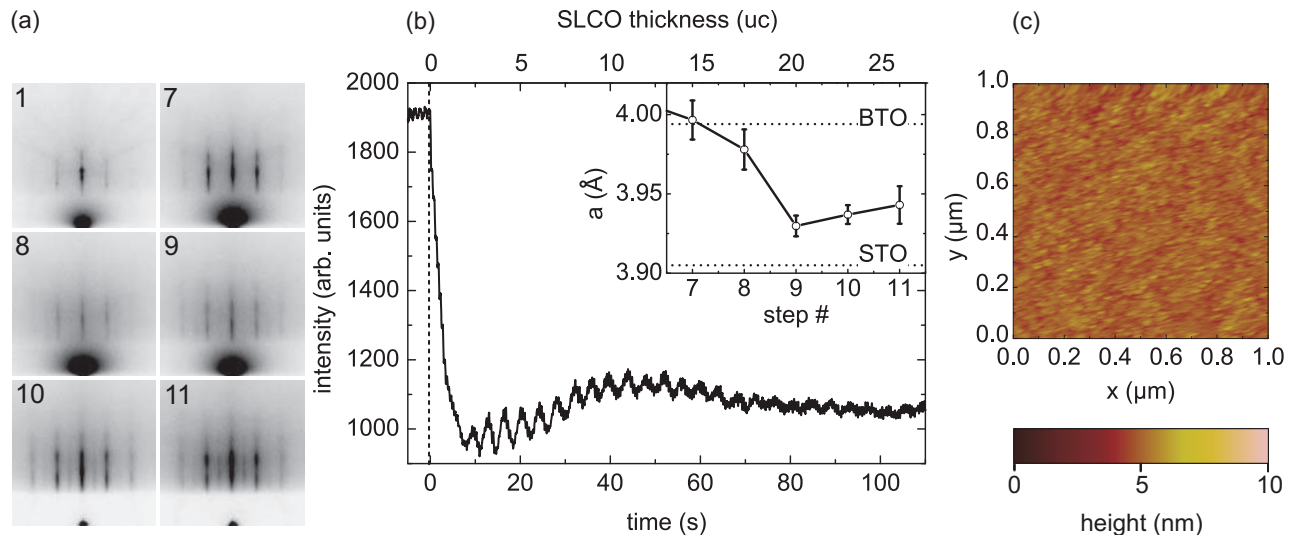 (a)
1
7
8
9
10
11
(b)
SLCO thickness (uc)
0 5 10 15 20 25
2000
1800
1600
1400
1200
1000
intensity (arb. units)
0 20 40 60 80 100
time (s)
4.00
3.95
3.90
a (Å)
BTO
STO
7 8 9 10 11
step #
(c)
1.0
0.8
0.6
0.4
0.2
0.0
y (µm)
0.0 0.2 0.4 0.6 0.8 1.0
x (µm)
0 5 10
height (nm)